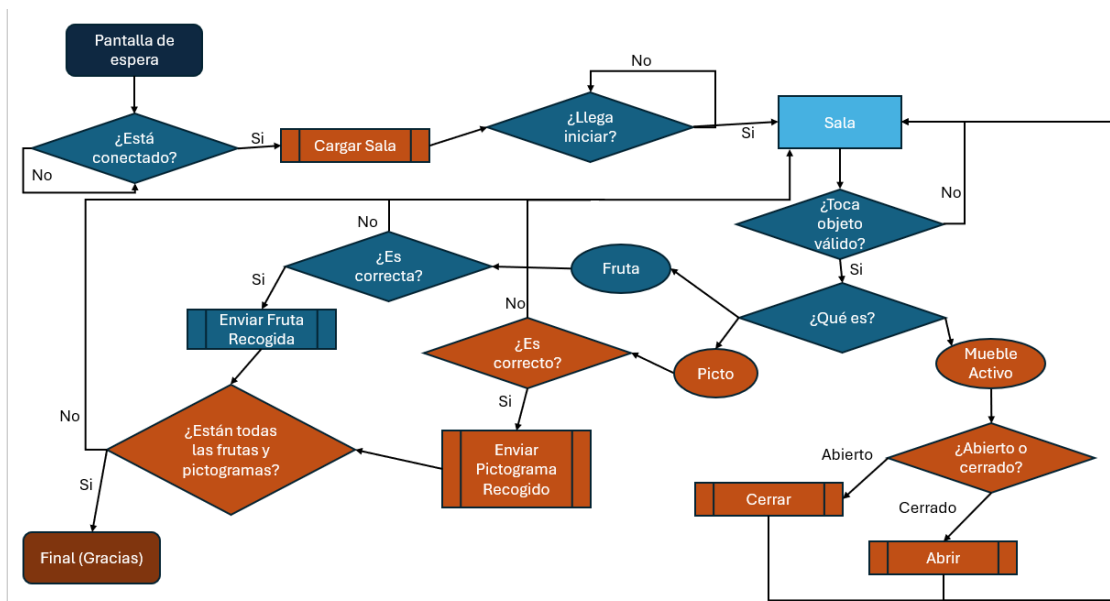 Pantalla de
espera
¿Está
conectado?
Si
No
Cargar Sala
¿Llega
iniciar?
No
Si
Sala
¿Toca
objeto
válido?
No
Si
¿Qué es?
Fruta
¿Es
correcta?
No
Si
Enviar Fruta
Recogida
Picto
¿Es
correcto?
No
Si
Enviar
Pictograma
Recogido
Mueble
Activo
¿Abierto o
cerrado?
Abierto
Cerrar
Cerrado
Abrir
¿Están todas
las frutas y
pictogramas?
No
Si
Final (Gracias)